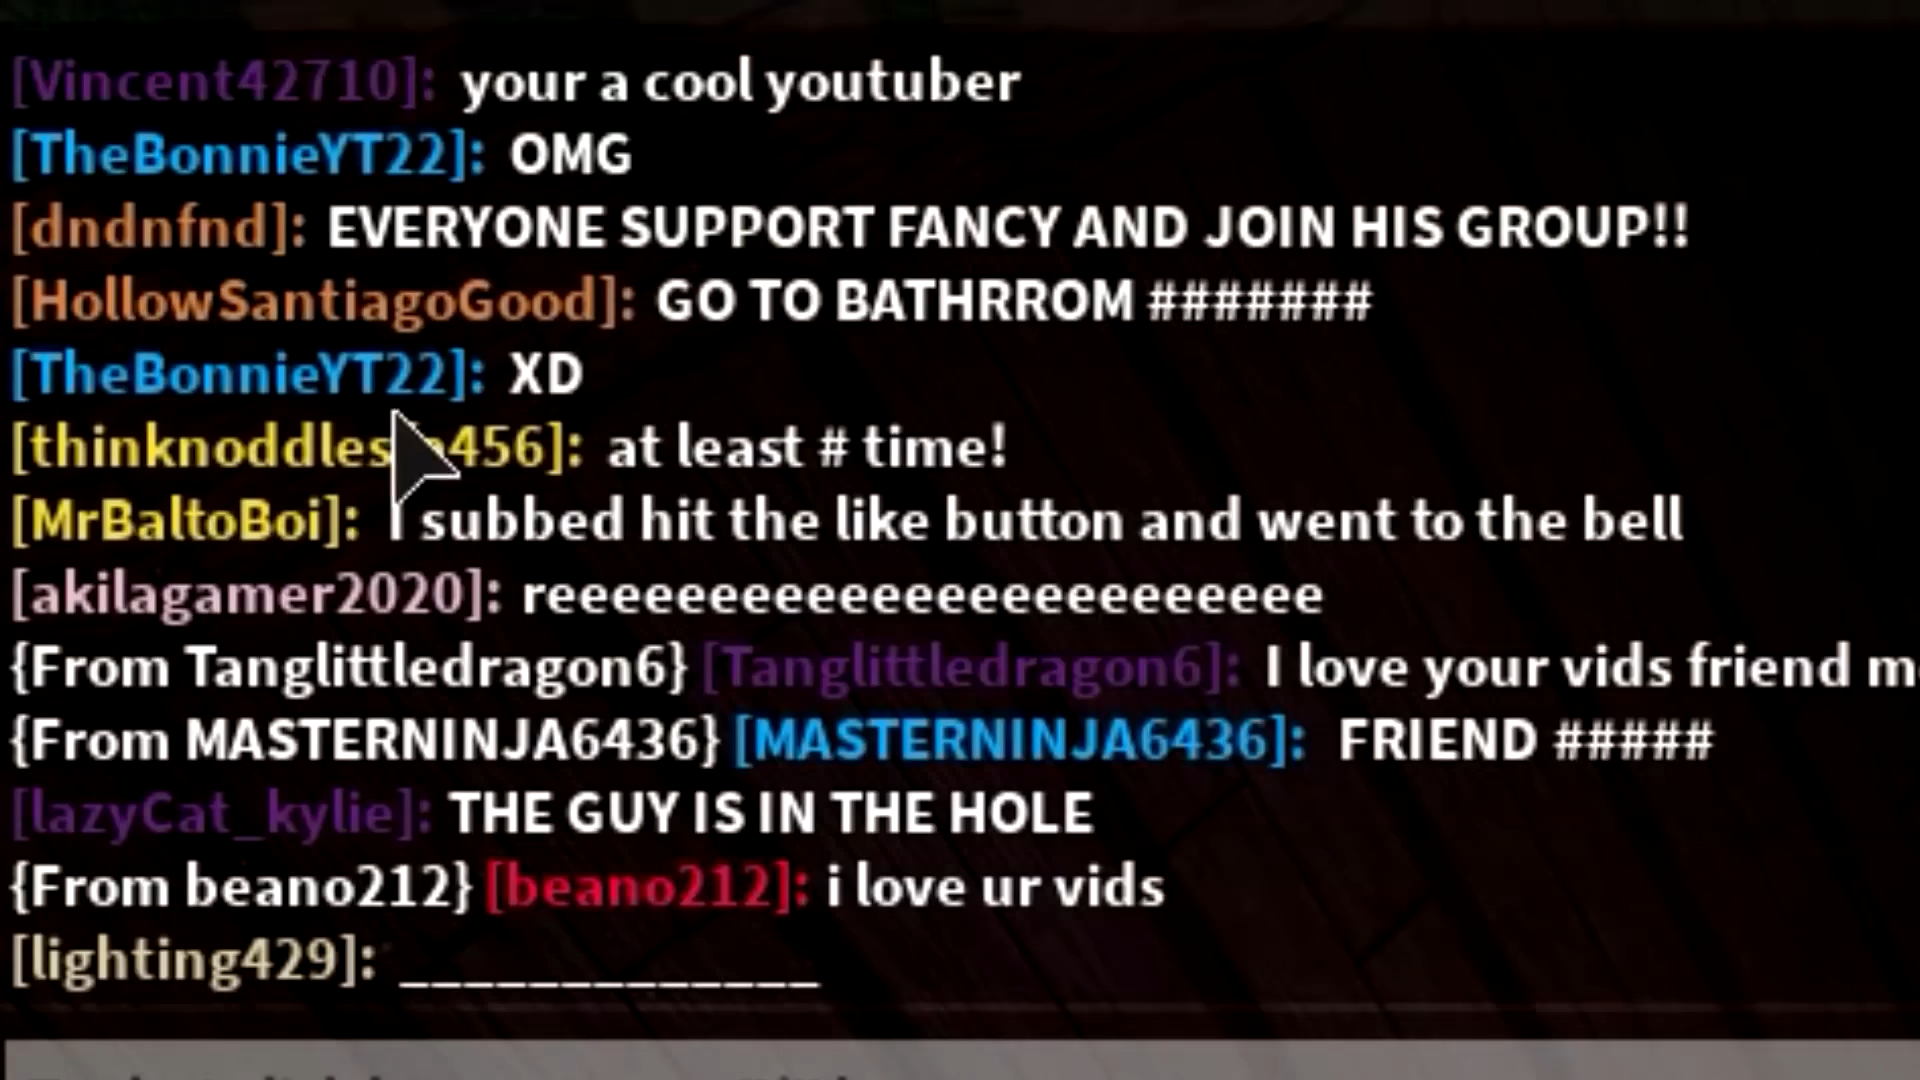 [Vincent42710]: your a cool youtuber
[TheBonnieYT22]: OMG
[dndnfnd]: EVERYONE SUPPORT FANCY AND JOIN HIS GROUP!!
[HollowSantiagoGood]: GO TO BATHRROM #######
[TheBonnieYT22]: XD
at least # time!
[MrBaltoBoi]: I subbed hit the like button and went to the bell
[akilagamer2020]: reeeeeeeeeeeeeeeeeeeeeeeee
{From Tanglittledragon6} [Tanglittledragon6]: I love your vids friend
{From MASTERNINJA6436} [MASTERNINJA6436]: FRIEND #####
[lazyCat_kylie]: THE GUY IS IN THE HOLE
{From beano212} [beano212]: i love ur vids
[lighting429]: _____________